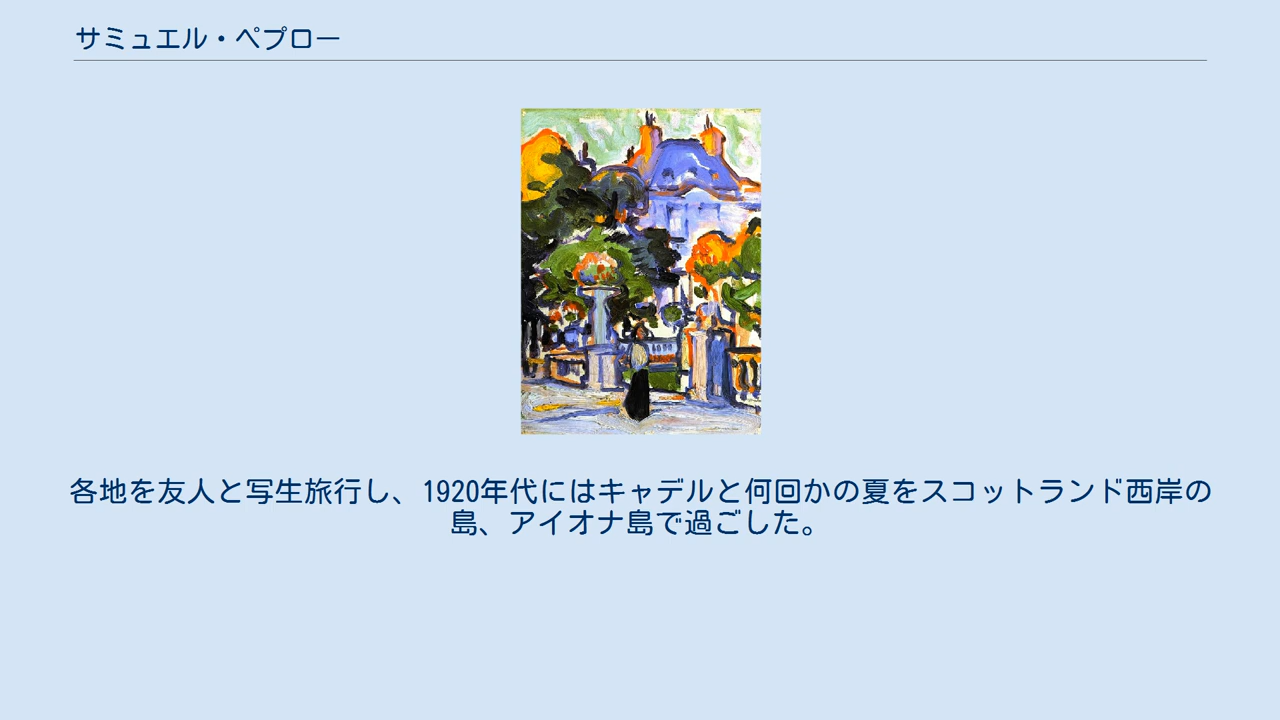 サミュエル・ペプロー
各地を友人と写生旅行し、1920年代にはキャデルと何回かの夏をスコットランド西岸の
島、アイオナ島で過ごした。